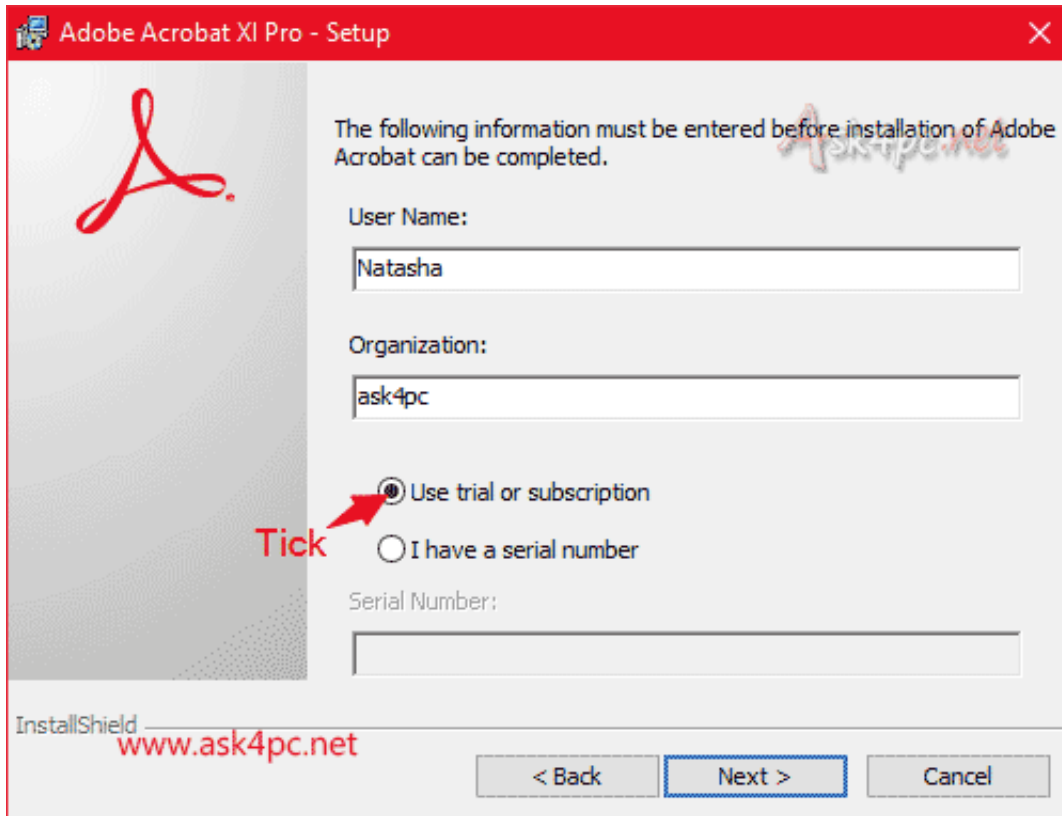 Adobe Acrobat XI Pro - Setup
The following information must be entered before installation of Adobe
Acrobat can be completed.
Ask4pc.net
User Name:
Natasha
Organization:
ask4pc
Use trial or subscription
Tick
I have a serial number
Serial Number:
InstallShield
www.ask4pc.net
< Back
Next >
Cancel